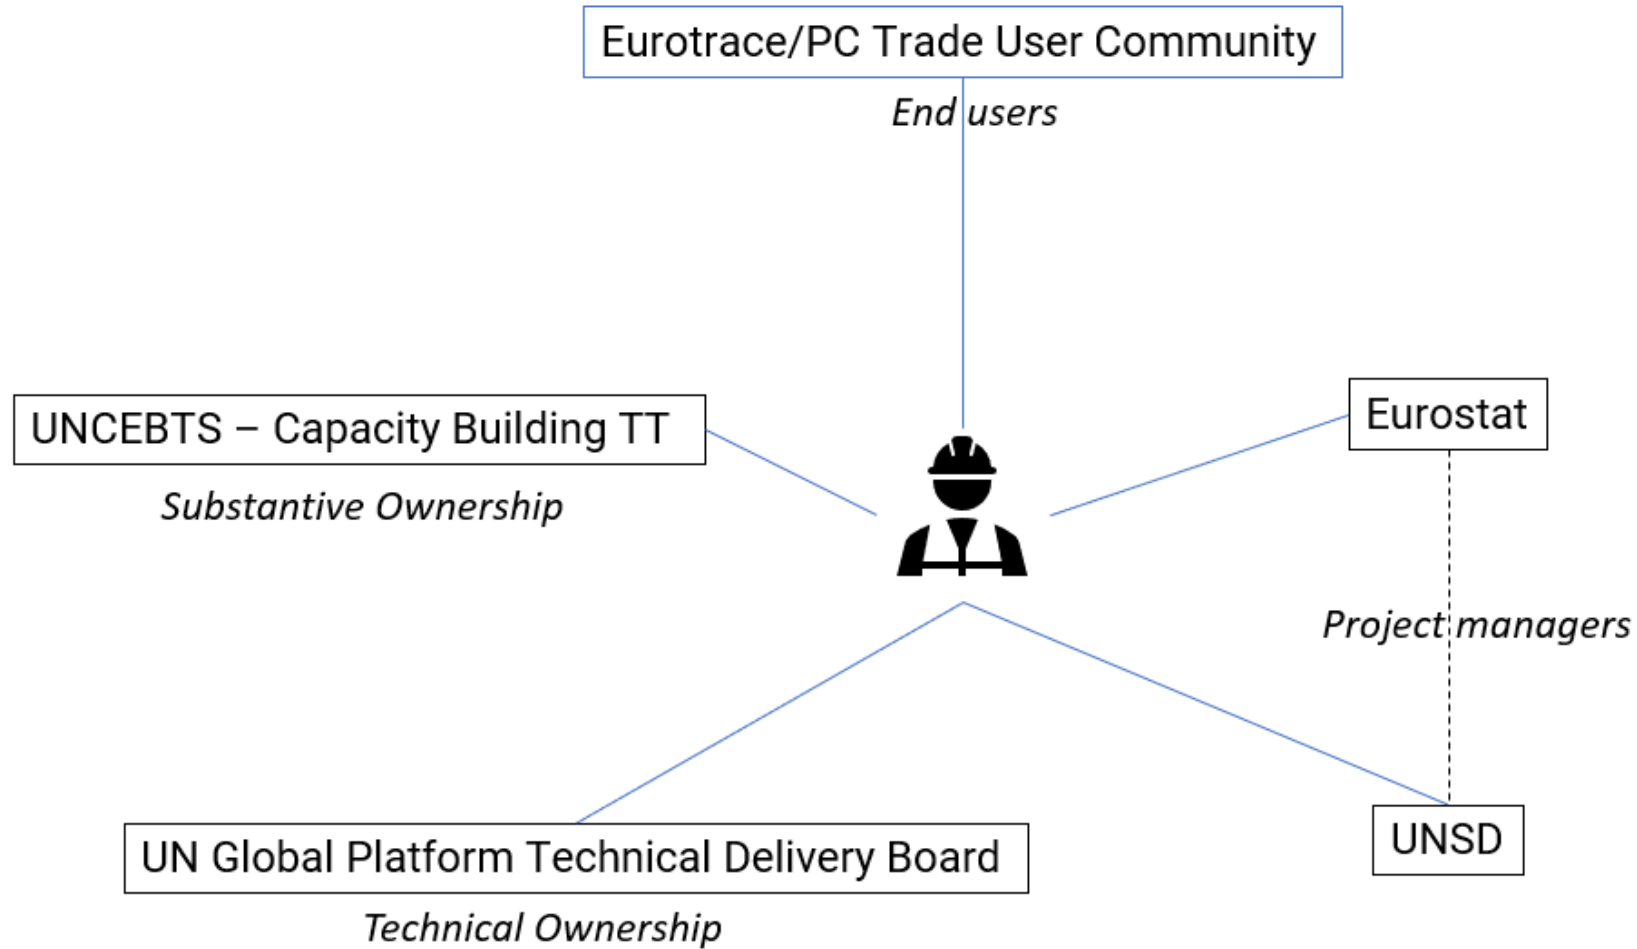 Eurotrace/PC Trade User Community
End users
UNCEBTS – Capacity Building TT
Substantive Ownership
Eurostat
Project managers
UN Global Platform Technical Delivery Board
Technical Ownership
UNSD